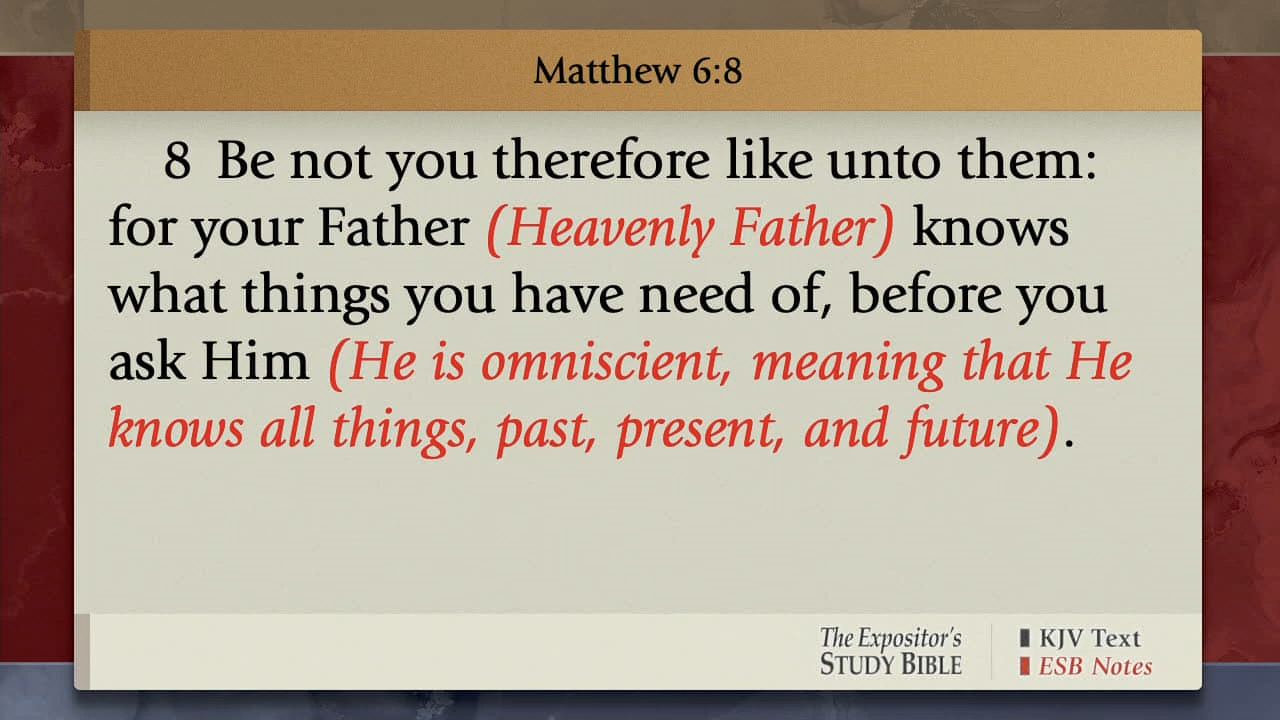 Matthew 6:8
8 Be not you therefore like unto them:
for your Father (Heavenly Father) knows
what things you have need of, before you
ask Him (He is omniscient, meaning that He
knows all things, past, present, and future).
The Expositor's
STUDY BIBLE
KJV Text
ESB Notes